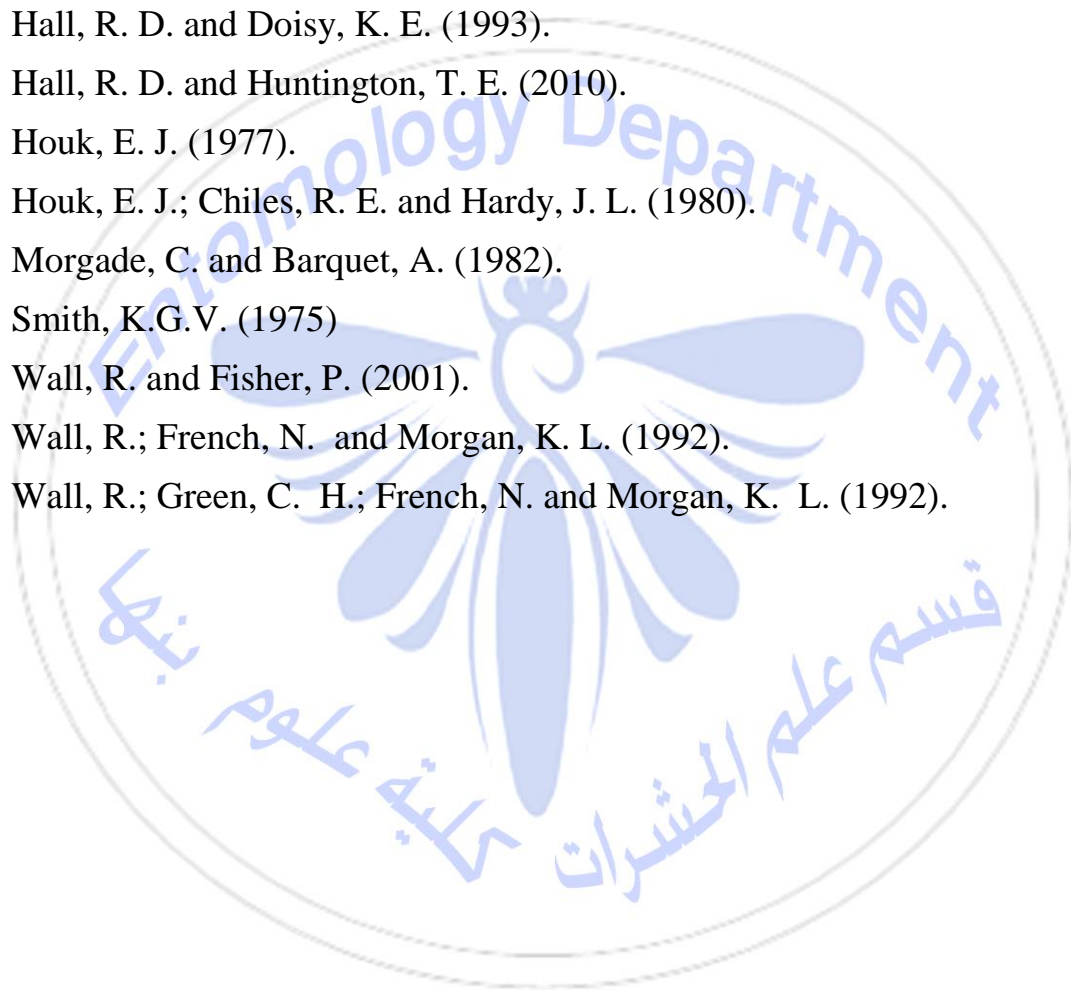 Hall, R. D. and Doisy, K. E. (1993).
Hall, R. D. and Huntington, T. E. (2010).
Houk, E. J. (1977).
Houk, E. J.; Chiles, R. E. and Hardy, J. L. (1980).
Morgade, C. and Barquet, A. (1982).
Smith, K.G.V. (1975)
Wall, R. and Fisher, P. (2001).
Wall, R.; French, N. and Morgan, K. L. (1992).
Wall, R.; Green, C. H.; French, N. and Morgan, K. L. (1992).
Entomology Department
قسم علم الحشرات كلية علوم بنها